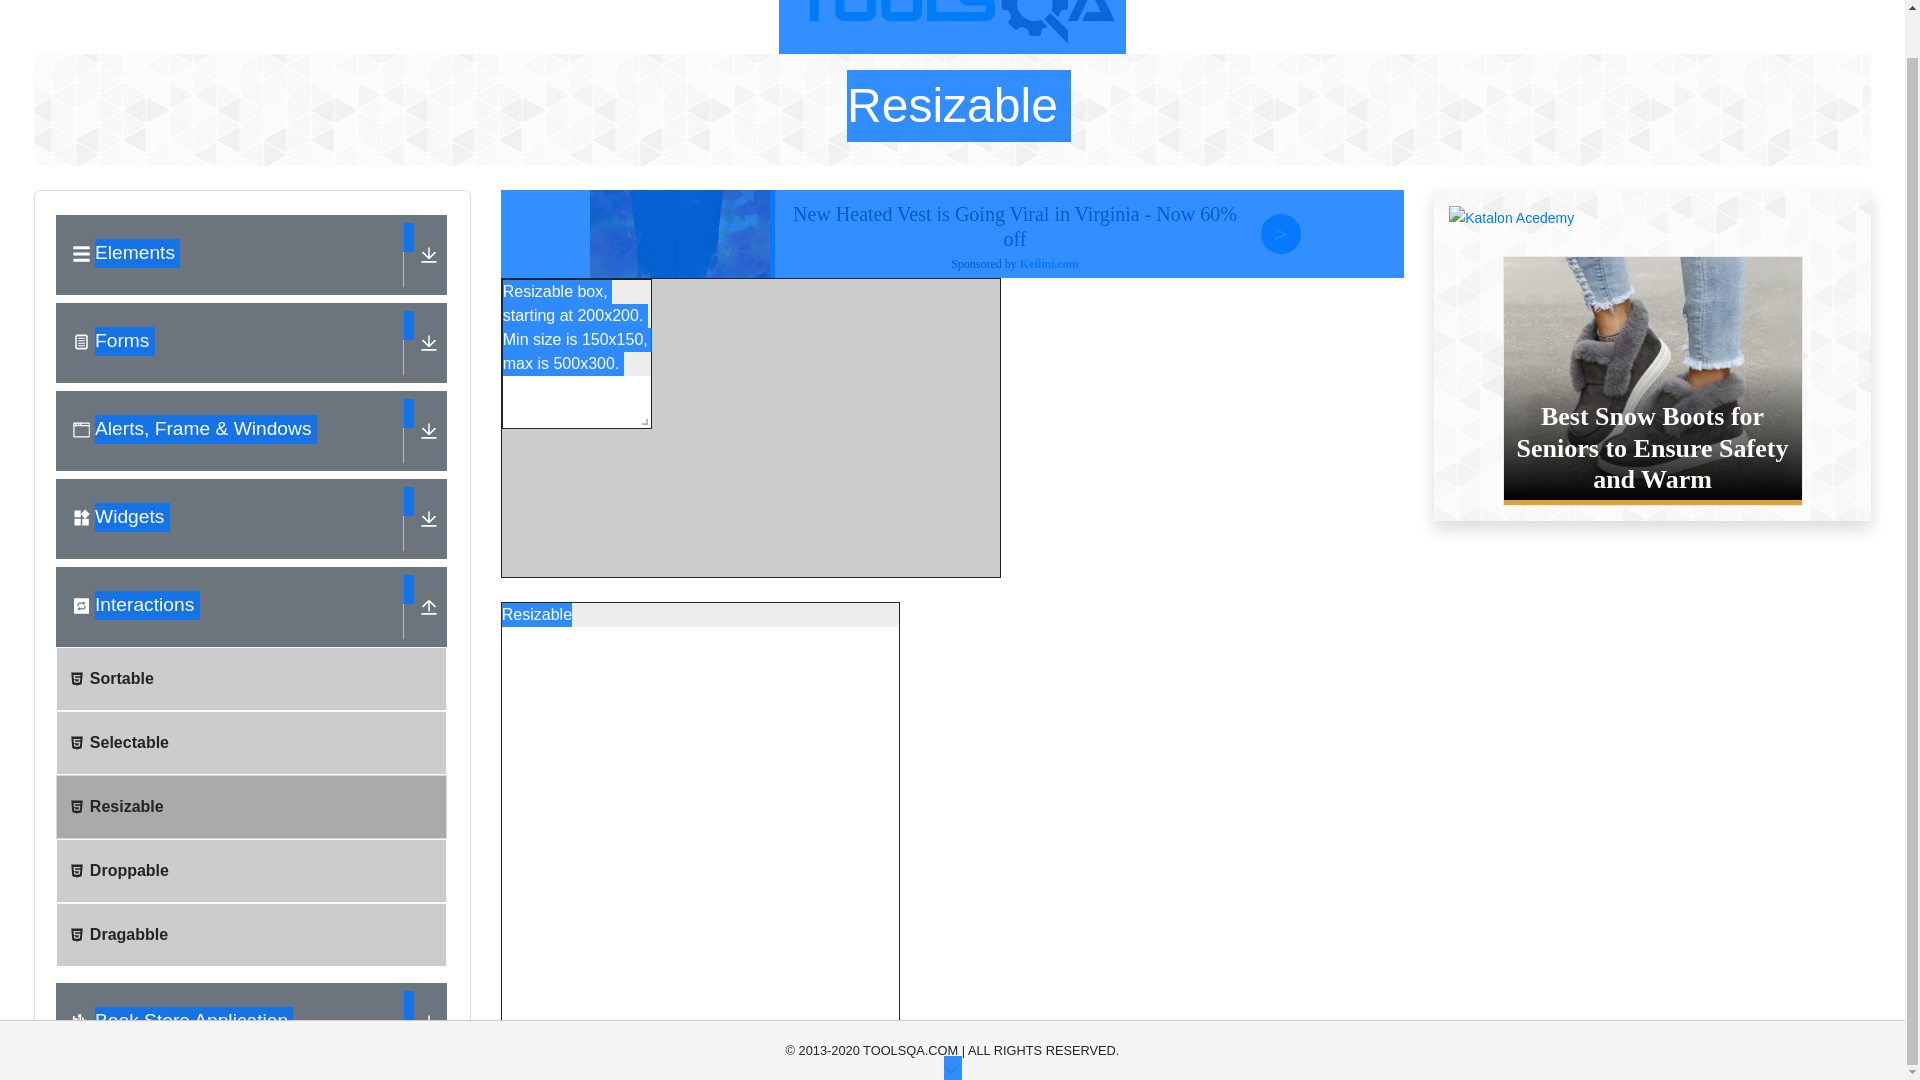 TOOLSQA
Resizable
Elements
Forms
Alerts, Frame & Windows
Widgets
Interactions
Sortable
Selectable
Resizable
Droppable
Dragabble
Book Store Application
New Heated Vest is Going Viral in Virginia - Now 60%
off
Sponsored by Keilini.com
>
Resizable box,
starting at 200x200.
Min size is 150x150,
max is 500x300.
Resizable
Katalon Acedemy
Best Snow Boots for
Seniors to Ensure Safety
and Warm
© 2013-2020 TOOLSQA.COM | ALL RIGHTS RESERVED.